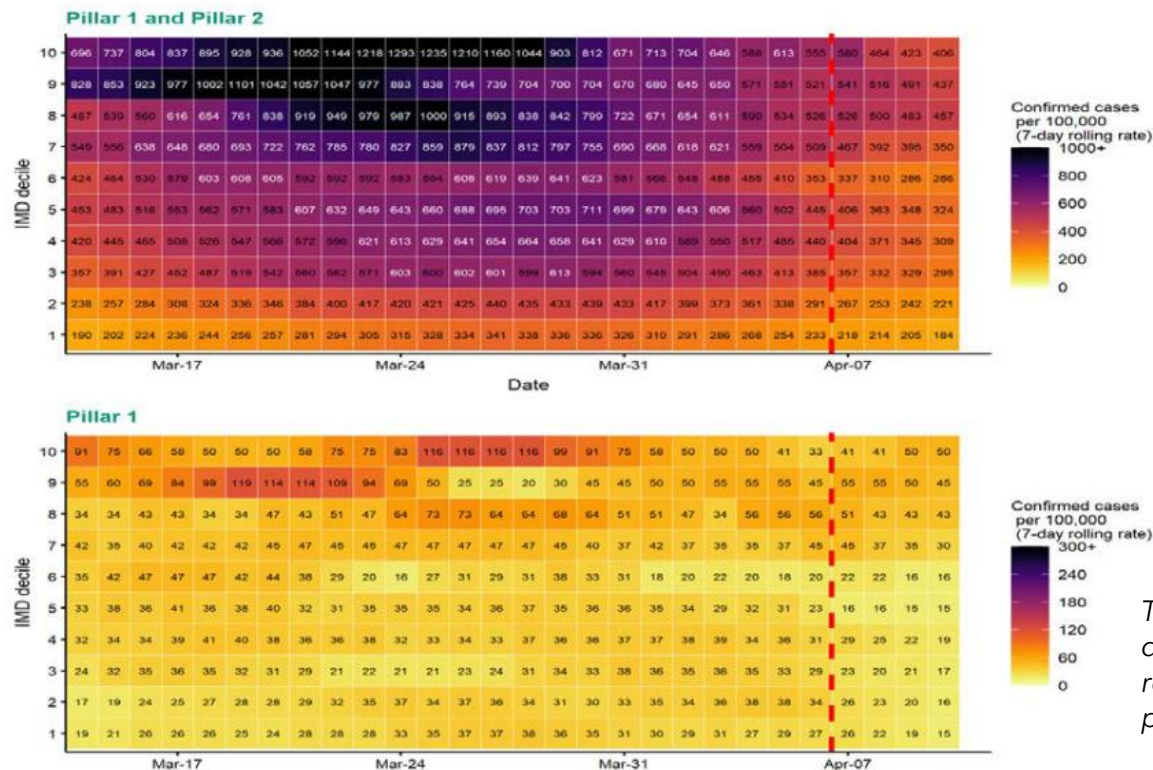 Pillar 1 and Pillar 2
10 696 737 804 837 895 928 936 1052 1144 1218 1293 1235 1210 1160 1044 903 812 671 713 704 646 588 613 555 580 464 423 406
9 828 853 923 977 1002 1101 1042 1057 1047 977 883 838 764 739 704 700 704 670 680 645 650 571 551 521 541 516 491 437
8 487 539 560 616 654 761 838 919 949 979 987 1000 915 893 838 842 799 722 671 654 611 590 534 526 526 500 483 457
7 549 556 638 648 680 693 722 762 785 780 827 859 879 837 812 797 755 690 668 618 621 559 504 509 467 392 395 350
6 424 464 530 579 603 608 605 592 592 592 583 584 608 619 639 641 623 581 566 548 488 455 410 353 337 310 286 286
5 453 483 516 553 562 571 583 607 632 649 643 660 688 695 703 703 711 699 679 643 606 560 502 445 406 363 348 324
4 420 445 465 508 526 547 566 572 596 621 613 629 641 654 664 658 641 629 610 589 550 517 485 440 404 371 345 309
3 357 391 427 452 487 519 542 560 582 571 603 600 602 601 599 613 594 560 545 504 490 463 413 385 357 332 329 295
2 238 257 284 308 324 336 346 384 400 417 420 421 425 440 435 433 439 433 417 399 373 361 338 291 267 253 242 221
1 190 202 224 236 244 256 257 281 294 305 315 328 334 341 338 336 336 326 310 291 286 268 254 233 218 214 205 184
IMD decile
Mar-17 Mar-24 Mar-31 Apr-07
Date
Confirmed cases
per 100,000
(7-day rolling rate)
1000+
800
600
400
200
0
Pillar 1
10 91 75 66 58 50 50 50 58 75 75 83 116 116 116 116 99 91 75 58 50 50 50 41 33 41 41 50 50
9 55 60 69 84 99 119 114 114 109 94 69 50 25 25 20 30 45 45 50 50 55 55 55 45 55 55 50 45
8 34 34 43 43 34 34 47 43 51 47 64 73 73 64 64 68 64 51 51 47 34 56 56 56 51 43 43 43
7 42 35 40 42 42 42 45 47 45 47 47 47 47 47 45 45 40 37 42 37 35 35 37 45 45 37 35 30
6 35 42 47 47 47 42 44 38 29 20 16 27 31 29 31 38 33 31 18 20 22 20 18 20 22 22 16 16
5 33 38 36 41 36 38 40 32 31 35 35 35 34 36 37 35 36 36 35 34 29 32 31 23 16 16 15 15
4 32 34 34 39 41 40 38 36 36 38 32 33 34 33 37 36 36 37 37 38 39 34 36 31 29 25 22 19
3 24 32 35 36 35 32 31 29 21 22 21 21 23 24 31 34 33 38 36 35 36 35 33 29 23 20 21 17
2 17 19 24 25 27 28 28 29 32 35 37 34 37 36 34 31 30 33 35 34 36 38 38 34 26 23 20 16
1 19 21 26 26 26 25 24 28 28 28 33 35 37 37 38 36 35 31 30 29 31 27 29 27 26 22 19 15
IMD decile
Mar-17 Mar-24 Mar-31 Apr-07
Confirmed cases
per 100,000
(7-day rolling rate)
300+
240
180
120
60
0